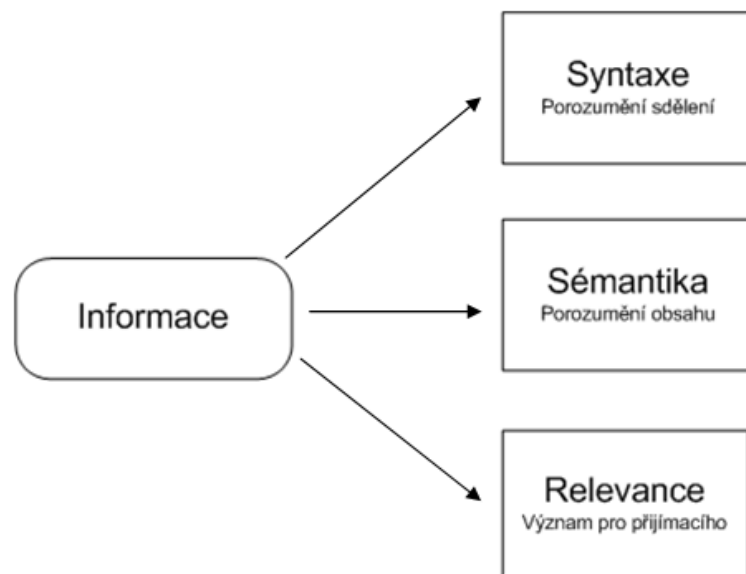 Syntaxe
Porozumění sdělení
Informace
Sémantika
Porozumění obsahu
Relevance
Význam pro přijímacího